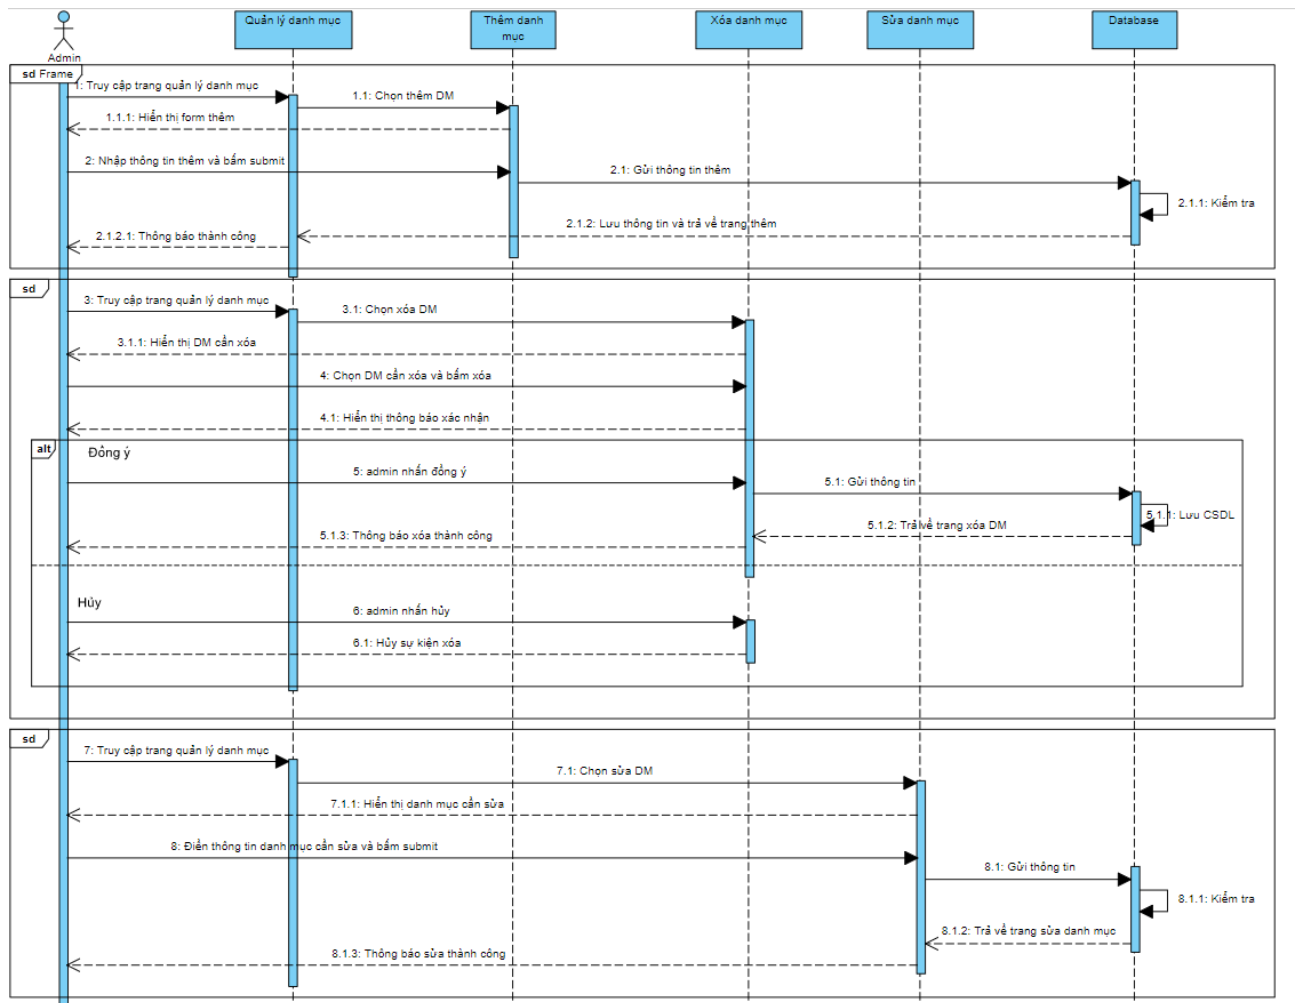 Quản lý danh mục
Thêm danh
mục
Xóa danh mục
Sửa danh mục
Database
Admin
sd Frame
1: Truy cập trang quản lý danh mục
1.1: Chọn thêm DM
1.1.1: Hiển thị form thêm
2: Nhập thông tin thêm và bấm submit
2.1: Gửi thông tin thêm
2.1.1: Kiểm tra
2.1.2: Lưu thông tin và trả về trang thêm
2.1.2.1: Thông báo thành công
sd
3: Truy cập trang quản lý danh mục
3.1: Chọn xóa DM
3.1.1: Hiển thị DM cần xóa
4: Chọn DM cần xóa và bấm xóa
4.1: Hiển thị thông báo xác nhận
alt
Đồng ý
5: admin nhấn đồng ý
5.1: Gửi thông tin
5.1.1: Lưu CSDL
5.1.2: Trả về trang xóa DM
5.1.3: Thông báo xóa thành công
Hủy
6: admin nhấn hủy
6.1: Hủy sự kiện xóa
sd
7: Truy cập trang quản lý danh mục
7.1: Chọn sửa DM
7.1.1: Hiển thị danh mục cần sửa
8: Điền thông tin danh mục cần sửa và bấm submit
8.1: Gửi thông tin
8.1.1: Kiểm tra
8.1.2: Trả về trang sửa danh mục
8.1.3: Thông báo sửa thành công